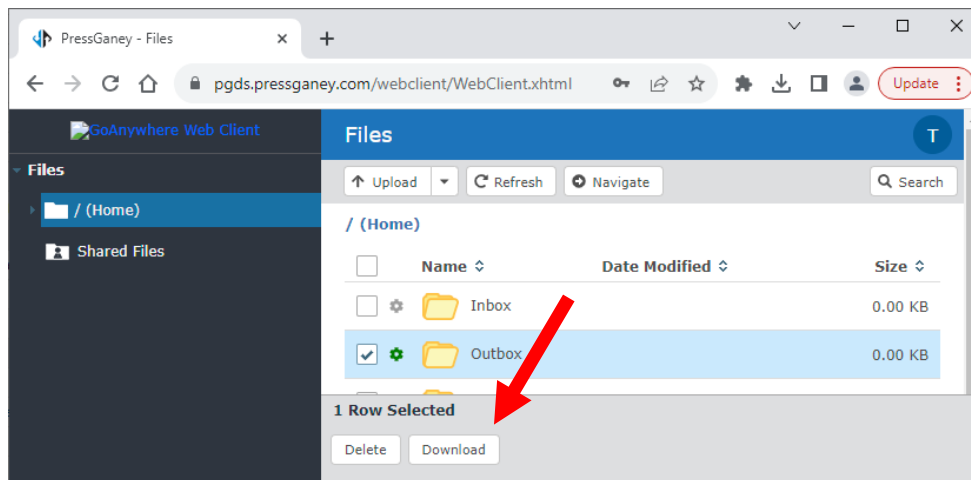 PressGaney - Files
pgds.pressganey.com/webclient/WebClient.xhtml
Update
GoAnywhere Web Client
Files
/ (Home)
Shared Files
Files
T
Upload
Refresh
Navigate
Search
/ (Home)
Name
Date Modified
Size
Inbox
0.00 KB
Outbox
0.00 KB
1 Row Selected
Delete
Download